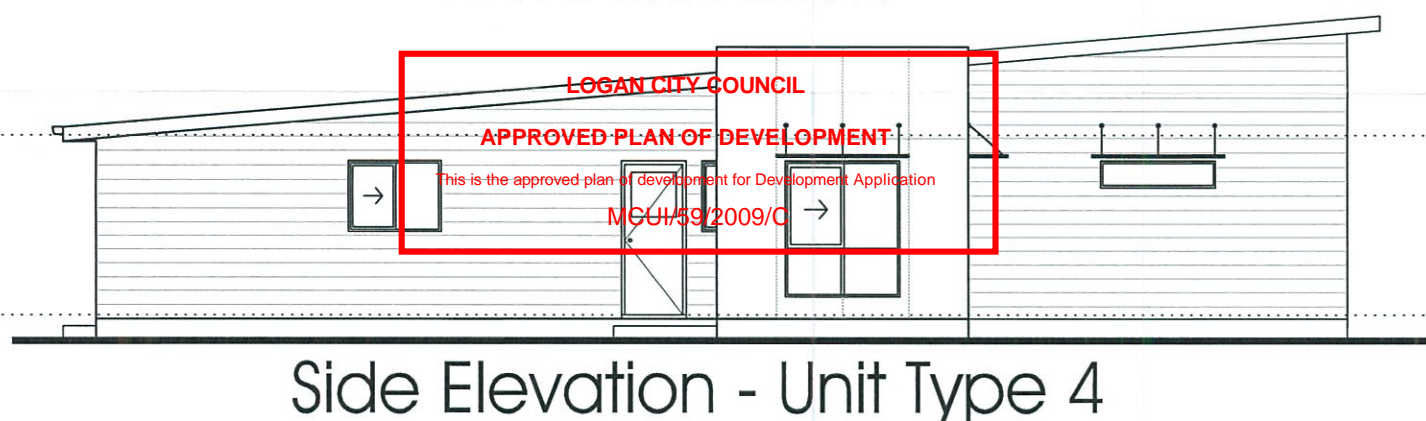 LOGAN CITY COUNCIL
APPROVED PLAN OF DEVELOPMENT
This is the approved plan of development for Development Application
MCUI/59/2009/C
Side Elevation - Unit Type 4